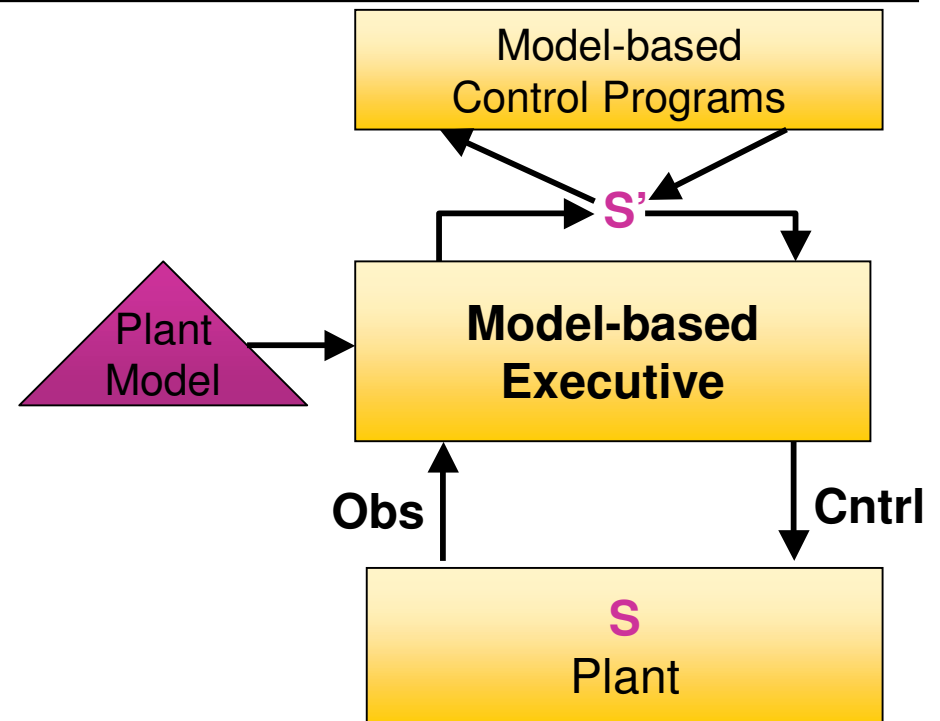 Model-based
Control Programs
S’
Plant
Model
Model-based
Executive
Obs
Cntrl
S
Plant